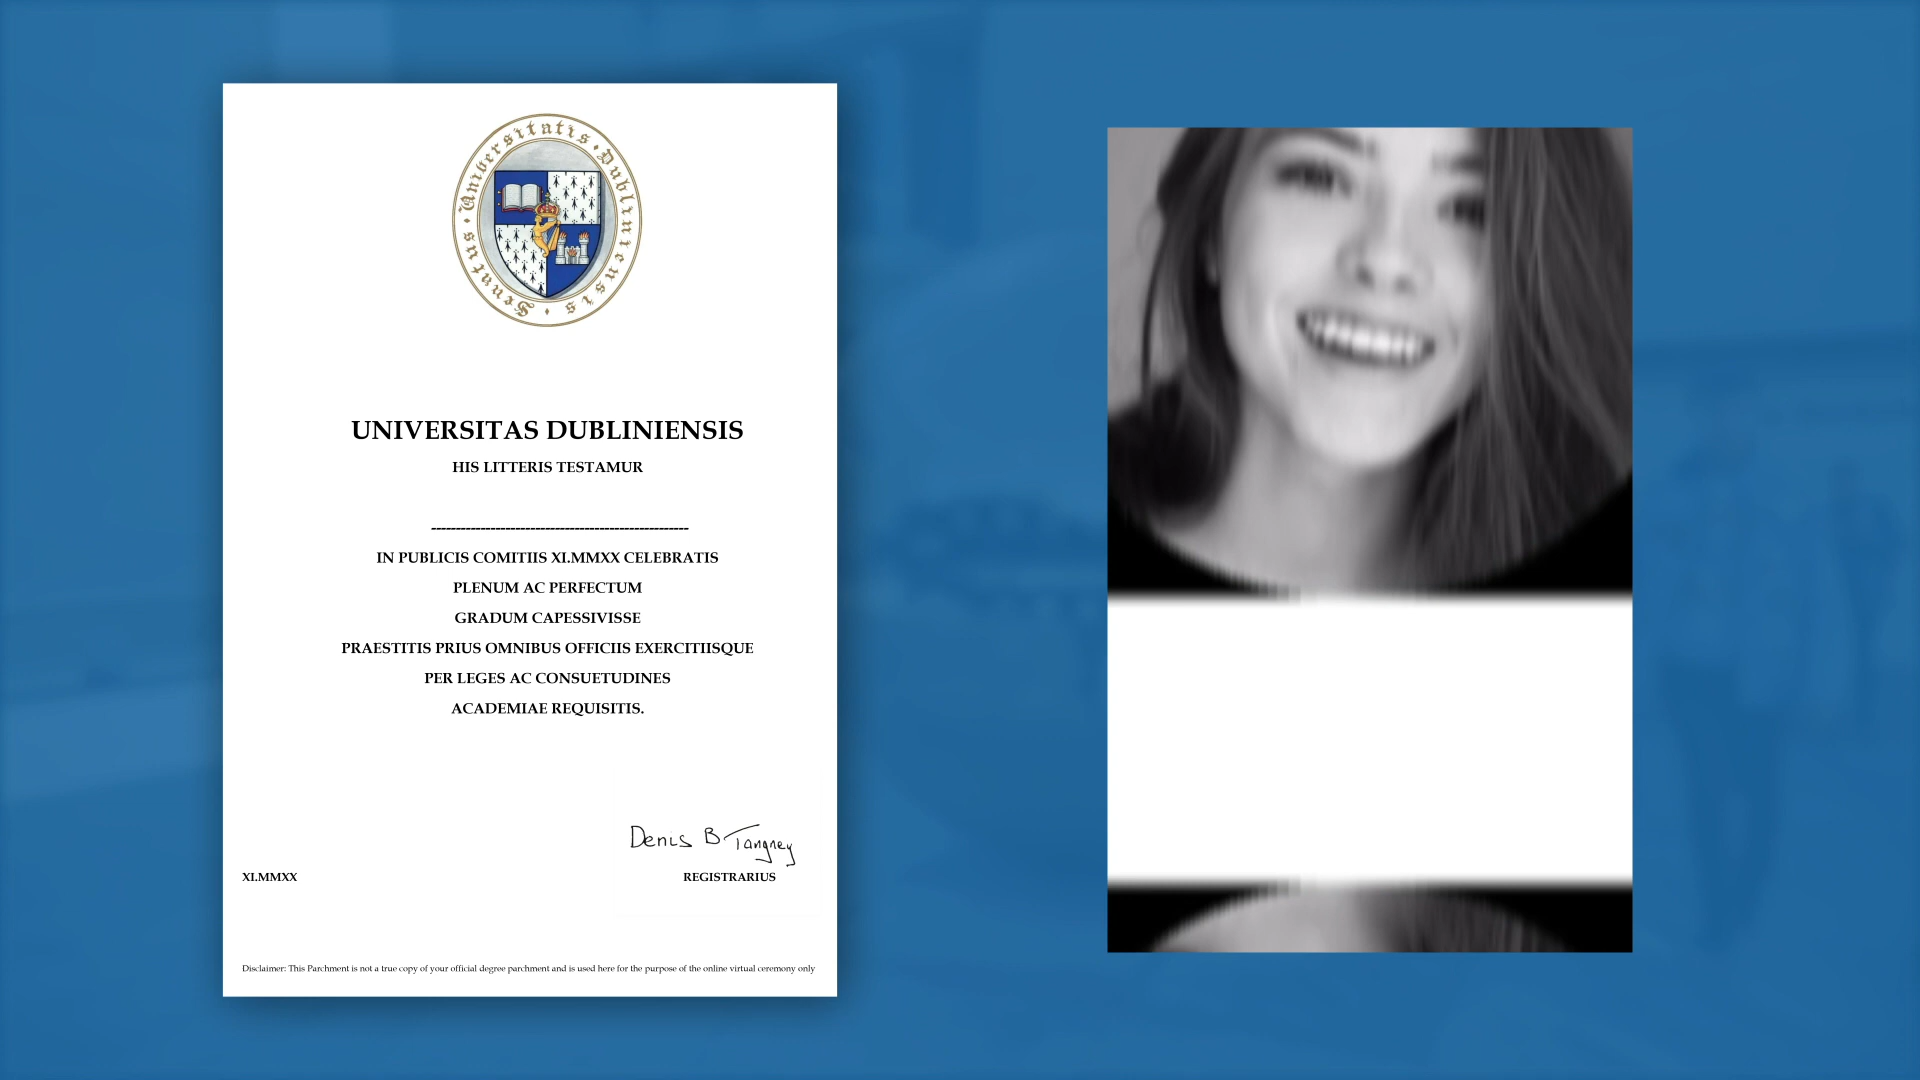 Senatus · Universitatis · Dubliniensis ·
UNIVERSITAS DUBLINIENSIS
HIS LITTERIS TESTAMUR
----------------------------------------------------
IN PUBLICIS COMITIIS XI.MMXX CELEBRATIS
PLENUM AC PERFECTUM
GRADUM CAPESSIVISSE
PRAESTITIS PRIUS OMNIBUS OFFICIIS EXERCITIISQUE
PER LEGES AC CONSUETUDINES
ACADEMIAE REQUISITIS.
Denis B Tangney
XI.MMXX REGISTRARIUS
Disclaimer: This Parchment is not a true copy of your official degree parchment and is used here for the purpose of the online virtual ceremony only